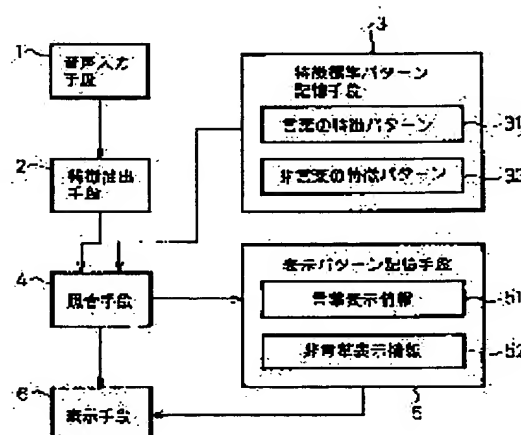 1
音声入力
手段
2
特徴抽出
手段
3
特徴標準パターン
記憶手段
言葉の特徴パターン
31
非言葉の特徴パターン
33
4
照合手段
表示パターン記憶手段
言葉表示情報
51
非言葉表示情報
52
6
表示手段
5